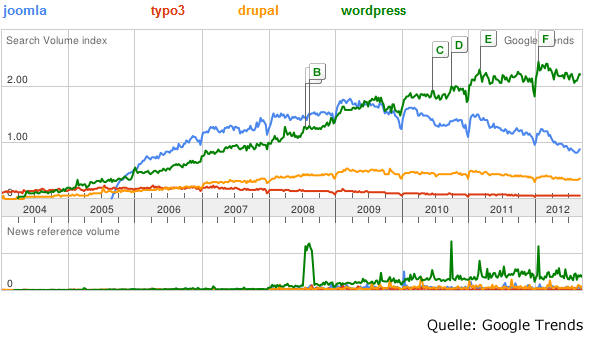 joomla typo3 drupal wordpress
Search Volume index Google Trends
B C D E F
2.00
1.00
0
2004 2005 2006 2007 2008 2009 2010 2011 2012
News reference volume
0
Quelle: Google Trends